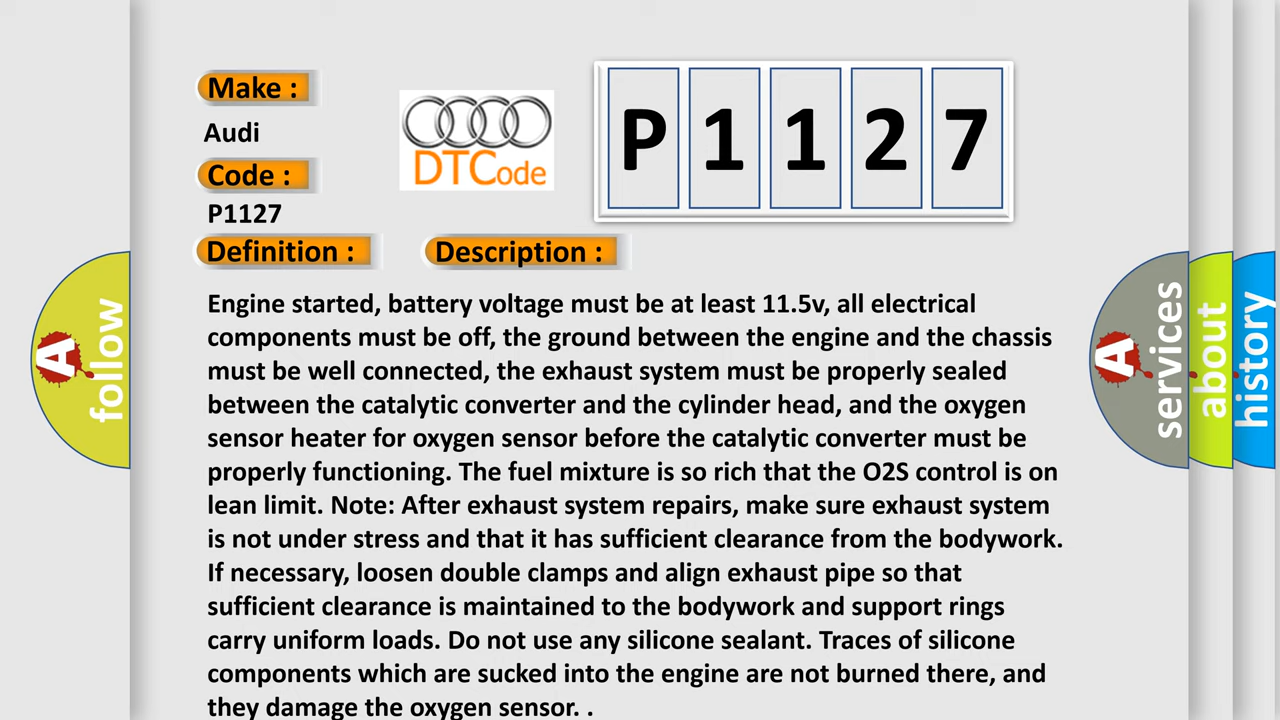 Make :
Audi
Code :
P1127
Definition :
Description :
DTCode
P 1 1 2 7
Engine started, battery voltage must be at least 11.5v, all electrical
components must be off, the ground between the engine and the chassis
must be well connected, the exhaust system must be properly sealed
between the catalytic converter and the cylinder head, and the oxygen
sensor heater for oxygen sensor before the catalytic converter must be
properly functioning. The fuel mixture is so rich that the O2S control is on
lean limit. Note: After exhaust system repairs, make sure exhaust system
is not under stress and that it has sufficient clearance from the bodywork.
If necessary, loosen double clamps and align exhaust pipe so that
sufficient clearance is maintained to the bodywork and support rings
carry uniform loads. Do not use any silicone sealant. Traces of silicone
components which are sucked into the engine are not burned there, and
they damage the oxygen sensor. .
A
follow
A
services
about
history